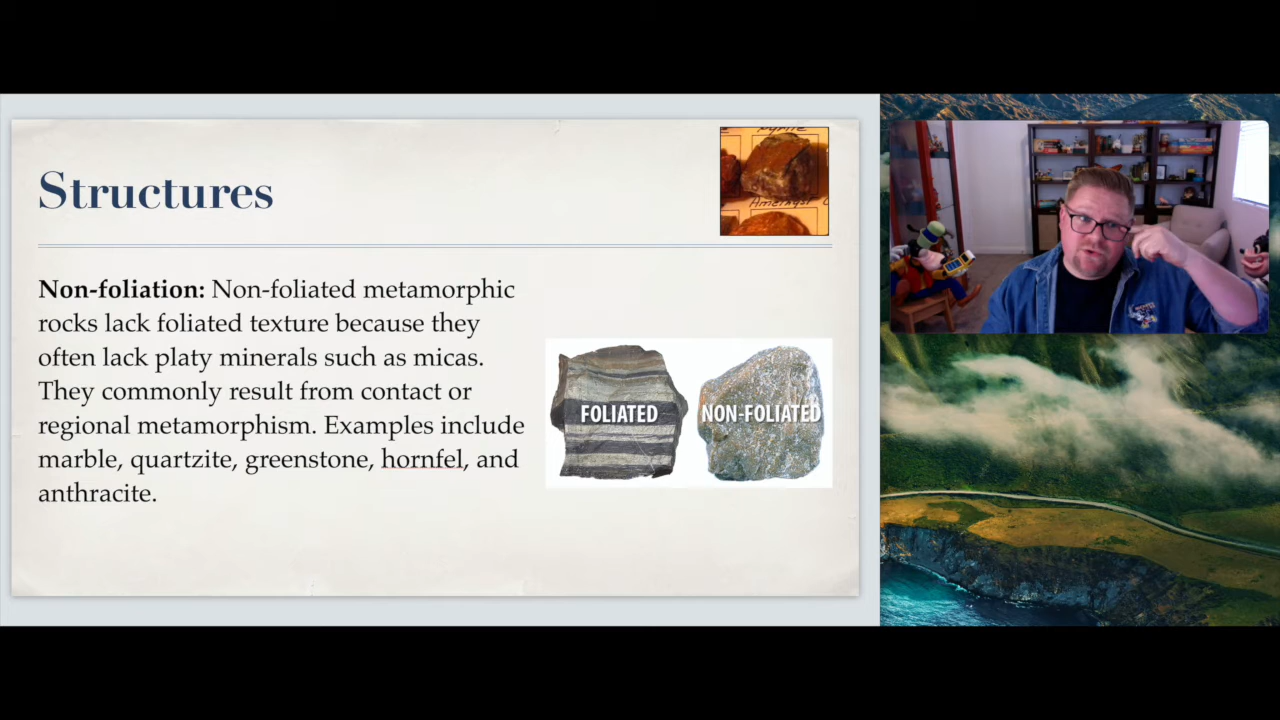 Structures
Pyrite
Amethyst
Non-foliation: Non-foliated metamorphic
rocks lack foliated texture because they
often lack platy minerals such as micas.
They commonly result from contact or
regional metamorphism. Examples include
marble, quartzite, greenstone, hornfel, and
anthracite.
FOLIATED
NON-FOLIATED